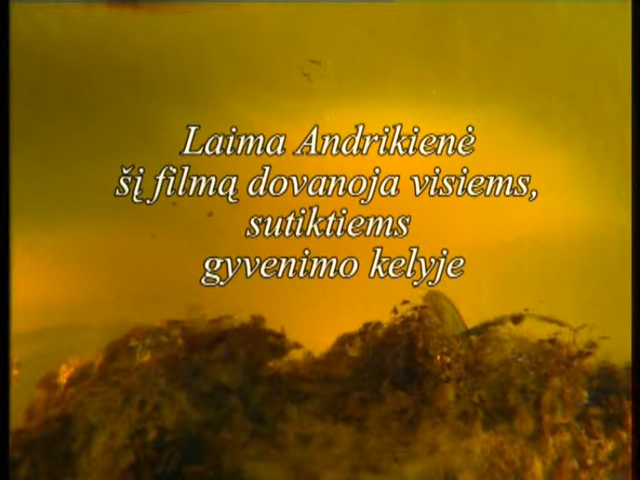 Laima Andrikienė
šį filmą dovanoja visiems,
sutiktiems
gyvenimo kelyje